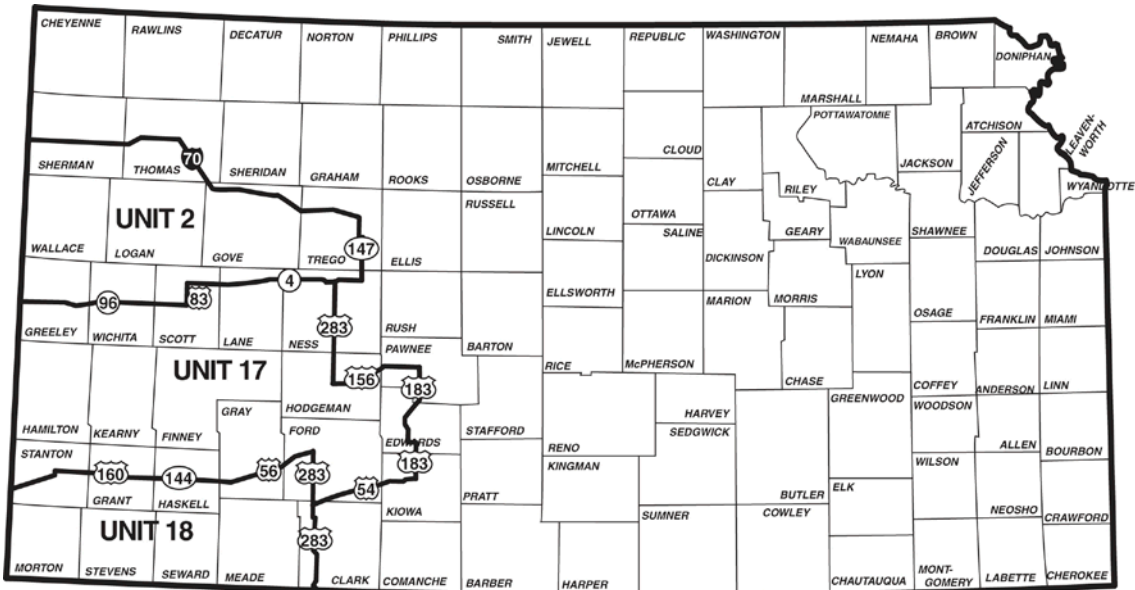 CHEYENNE
RAWLINS
DECATUR
NORTON
PHILLIPS
SMITH
JEWELL
REPUBLIC
WASHINGTON
MARSHALL
NEMAHA
BROWN
DONIPHAN
SHERMAN
THOMAS
70
SHERIDAN
GRAHAM
ROOKS
OSBORNE
MITCHELL
CLOUD
CLAY
RILEY
POTTAWATOMIE
JACKSON
ATCHISON
JEFFERSON
LEAVEN-
WORTH
WYANDOTTE
UNIT 2
WALLACE
LOGAN
GOVE
TREGO
147
ELLIS
RUSSELL
LINCOLN
OTTAWA
SALINE
DICKINSON
GEARY
WABAUNSEE
SHAWNEE
DOUGLAS
JOHNSON
96
83
4
283
GREELEY
WICHITA
SCOTT
LANE
NESS
RUSH
BARTON
ELLSWORTH
RICE
McPHERSON
MARION
MORRIS
CHASE
LYON
OSAGE
FRANKLIN
MIAMI
UNIT 17
156
PAWNEE
183
HAMILTON
KEARNY
FINNEY
GRAY
HODGEMAN
FORD
EDWARDS
STAFFORD
RENO
HARVEY
SEDGWICK
GREENWOOD
COFFEY
ANDERSON
LINN
WOODSON
ALLEN
BOURBON
STANTON
160
144
56
283
54
183
GRANT
HASKELL
KIOWA
PRATT
KINGMAN
BUTLER
ELK
WILSON
NEOSHO
CRAWFORD
UNIT 18
283
MORTON
STEVENS
SEWARD
MEADE
CLARK
COMANCHE
BARBER
HARPER
SUMNER
COWLEY
CHAUTAUQUA
MONT-
GOMERY
LABETTE
CHEROKEE